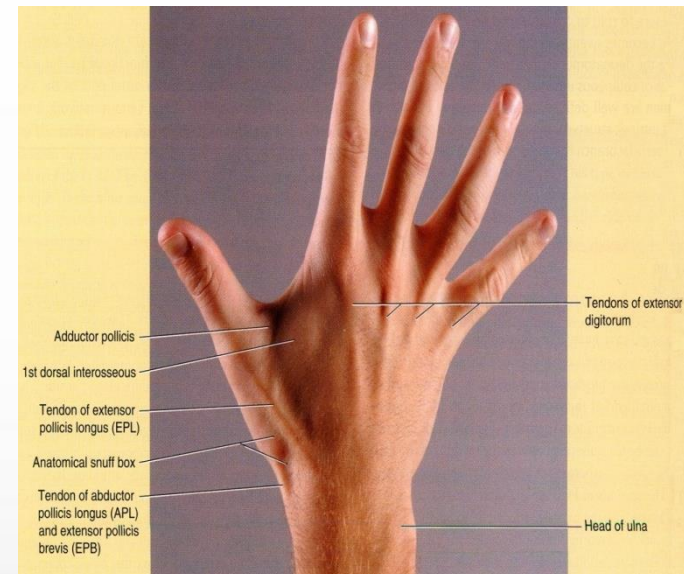 Adductor pollicis
1st dorsal interosseous
Tendon of extensor
pollicis longus (EPL)
Anatomical snuff box
Tendon of abductor
pollicis longus (APL)
and extensor pollicis
brevis (EPB)
Tendons of extensor
digitorum
Head of ulna